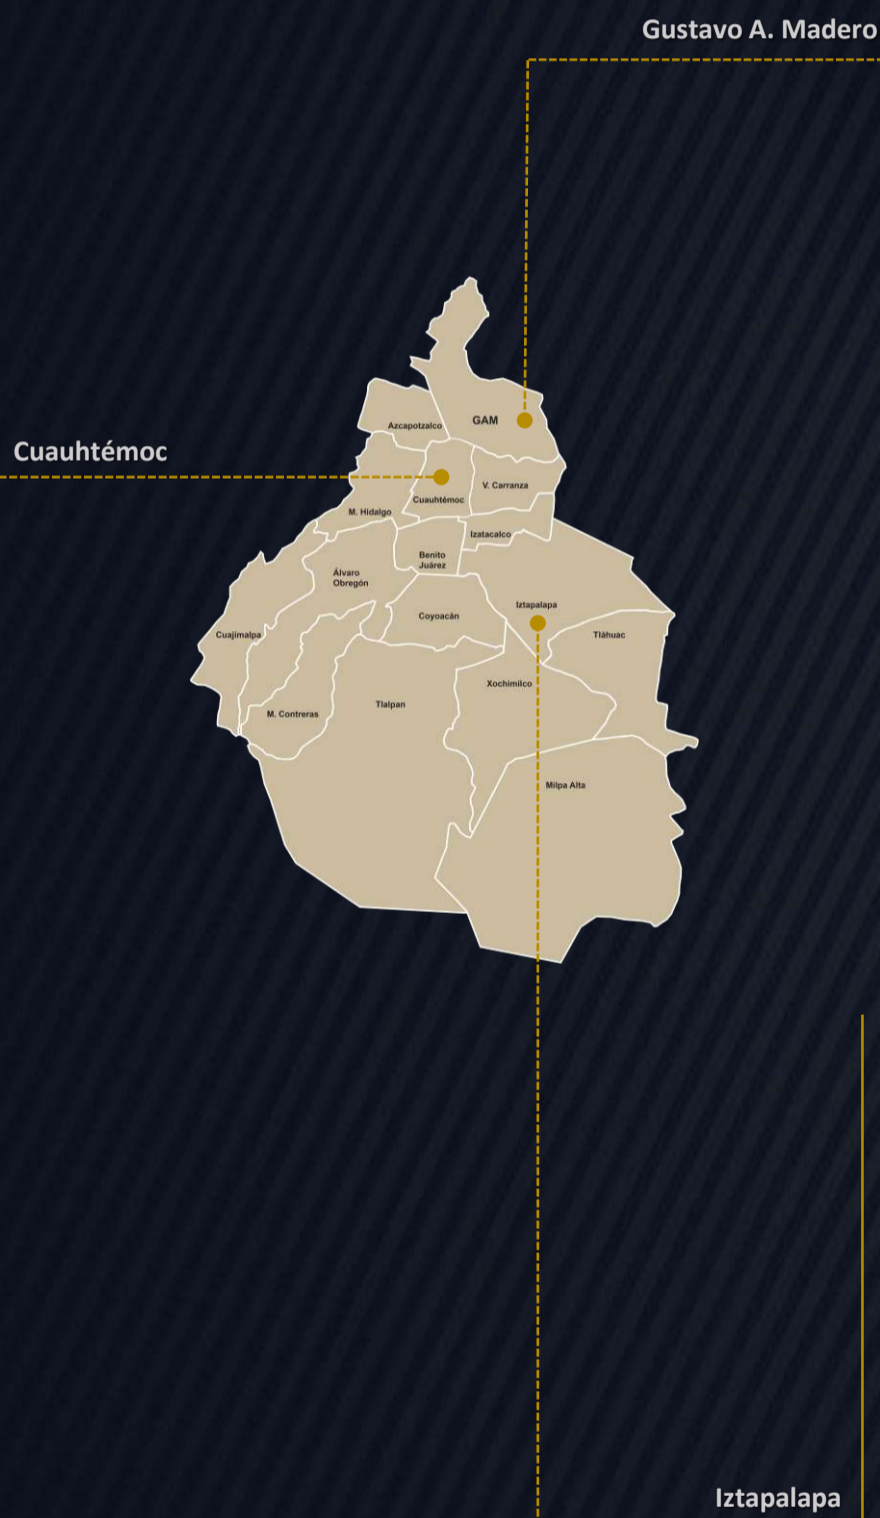 Gustavo A. Madero
Azcapotzalco
GAM
Cuauhtémoc
V. Carranza
Cuauhtémoc
M. Hidalgo
Izatacalco
Benito
Juárez
Álvaro
Obregón
Iztapalapa
Coyoacán
Cuajimalpa
Tláhuac
Xochimilco
Tlalpan
M. Contreras
Milpa Alta
Iztapalapa